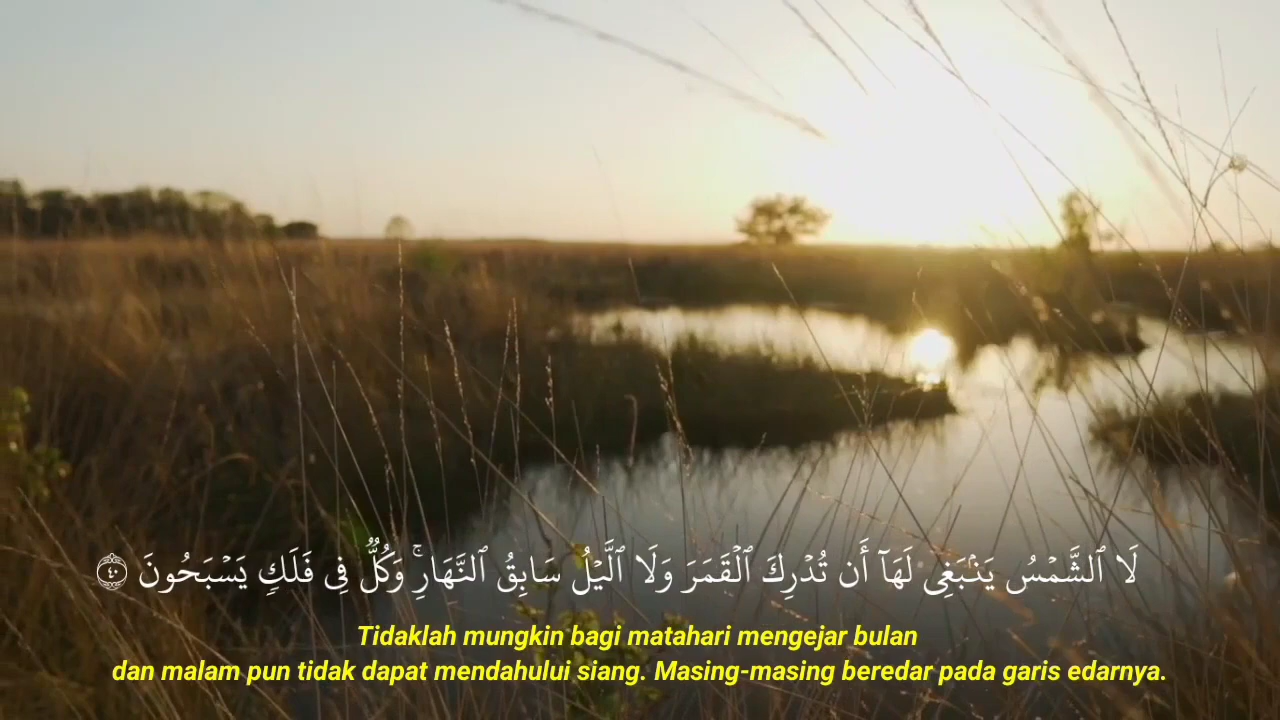 لَا ٱلشَّمْسُ يَنۢبَغِى لَهَآ أَن تُدْرِكَ ٱلْقَمَرَ وَلَا ٱلَّيْلُ سَابِقُ ٱلنَّهَارِ ۚ وَكُلٌّ فِى فَلَكٍ يَسْبَحُونَ ٤٠
Tidaklah mungkin bagi matahari mengejar bulan
dan malam pun tidak dapat mendahului siang. Masing-masing beredar pada garis edarnya.